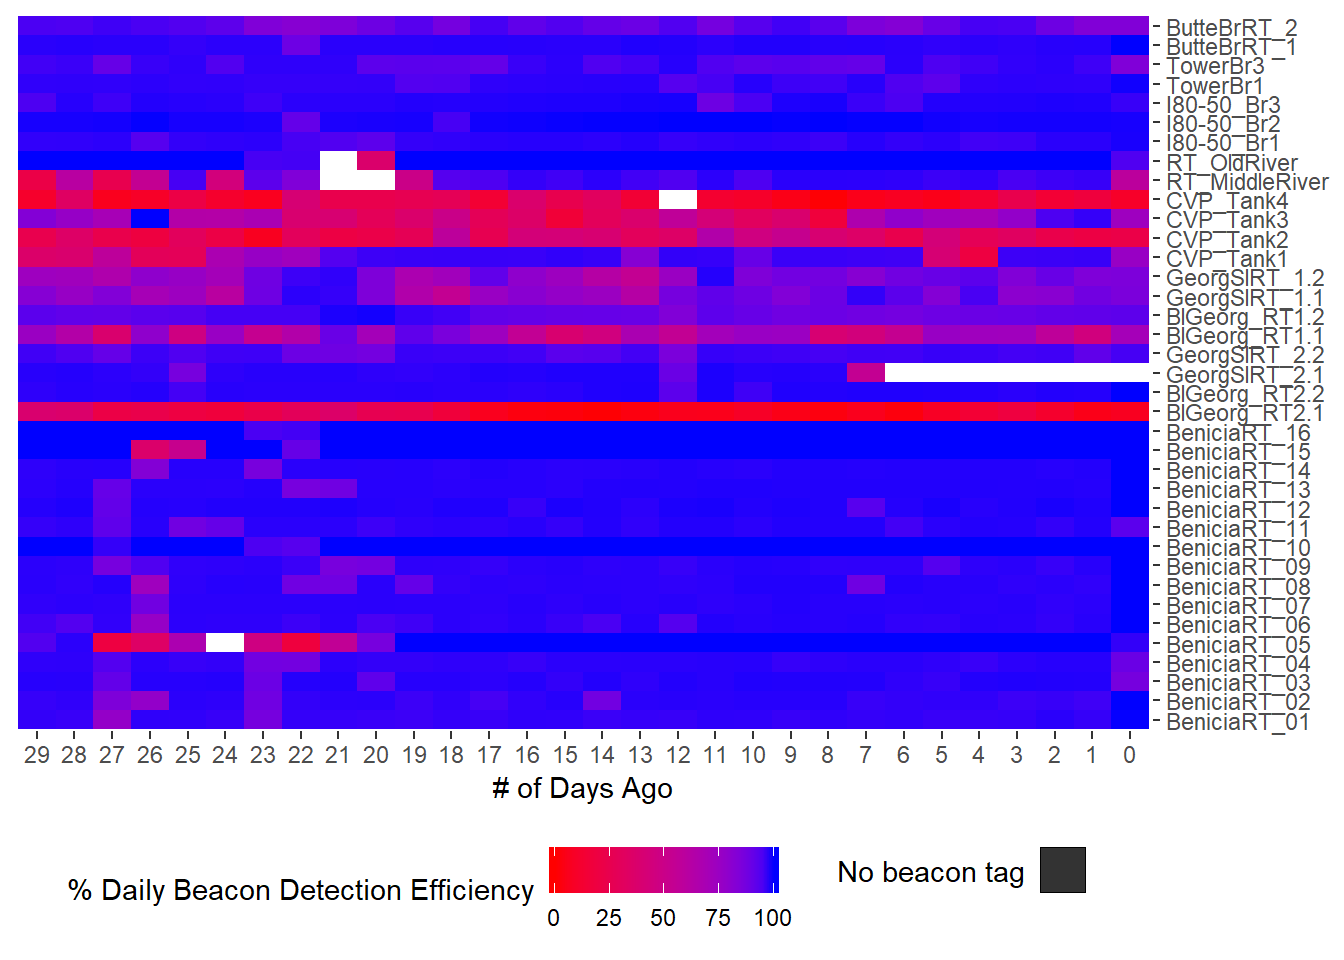 ButteBrRT_2
ButteBrRT_1
TowerBr3
TowerBr1
I80-50_Br3
I80-50_Br2
I80-50_Br1
RT_OldRiver
RT_MiddleRiver
CVP_Tank4
CVP_Tank3
CVP_Tank2
CVP_Tank1
GeorgSlRT_1.2
GeorgSlRT_1.1
BlGeorg_RT1.2
BlGeorg_RT1.1
GeorgSlRT_2.2
GeorgSlRT_2.1
BlGeorg_RT2.2
BlGeorg_RT2.1
BeniciaRT_16
BeniciaRT_15
BeniciaRT_14
BeniciaRT_13
BeniciaRT_12
BeniciaRT_11
BeniciaRT_10
BeniciaRT_09
BeniciaRT_08
BeniciaRT_07
BeniciaRT_06
BeniciaRT_05
BeniciaRT_04
BeniciaRT_03
BeniciaRT_02
BeniciaRT_01
29 28 27 26 25 24 23 22 21 20 19 18 17 16 15 14 13 12 11 10 9 8 7 6 5 4 3 2 1 0
# of Days Ago
% Daily Beacon Detection Efficiency
0 25 50 75 100
No beacon tag